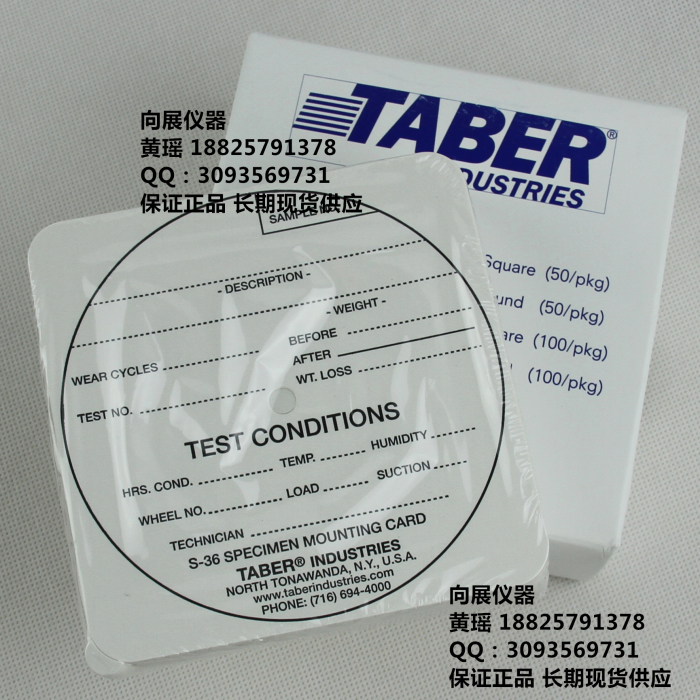 向展仪器
黄瑶 18825791378
QQ：3093569731
保证正品 长期现货供应
TABER®
DUSTRIES
Square (50/pkg)
und (50/pkg)
are (100/pkg)
(100/pkg)
SAMPLE
- DESCRIPTION -
- WEIGHT -
WEAR CYCLES
BEFORE
AFTER
TEST NO.
WT. LOSS
TEST CONDITIONS
HRS. COND.
TEMP.
HUMIDITY
WHEEL NO.
LOAD
SUCTION
TECHNICIAN
S-36 SPECIMEN MOUNTING CARD
TABER® INDUSTRIES
NORTH TONAWANDA, N.Y., U.S.A.
www.taberindustries.com
PHONE: (716) 694-4000
向展仪器
黄瑶 18825791378
QQ：3093569731
保证正品 长期现货供应